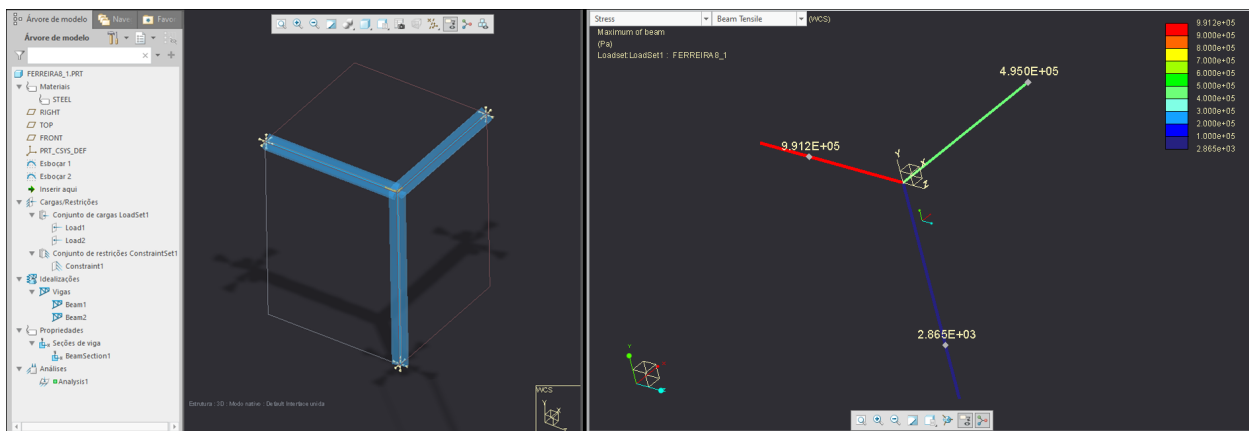 Árvore de modelo
Nave
Favor
Árvore de modelo
FERREIRA8_1.PRT
Materiais
STEEL
RIGHT
TOP
FRONT
PRT_CSYS_DEF
Esboçar 1
Esboçar 2
Inserir aqui
Cargas/Restrições
Conjunto de cargas LoadSet1
Load1
Load2
Conjunto de restrições ConstraintSet1
Constraint1
Idealizações
Vigas
Beam1
Beam2
Propriedades
Seções de viga
BeamSection1
Análises
Analysis1
Estrutura : 3D : Modo native : Default Interface unida
WCS
Y
X
Z
Stress
Beam Tensile
(WCS)
Maximum of beam
(Pa)
Loadset:LoadSet1 : FERREIRA8_1
9.912E+05
4.950E+05
2.865E+03
Y
X
Z
Y
9.912e+05
9.000e+05
8.000e+05
7.000e+05
6.000e+05
5.000e+05
4.000e+05
3.000e+05
2.000e+05
1.000e+05
2.865e+03